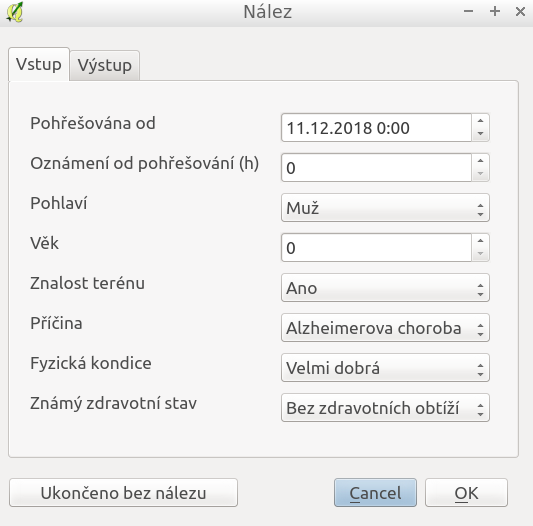 Nález
Vstup Výstup
Pohřešována od 11.12.2018 0:00
Oznámení od pohřešování (h) 0
Pohlaví Muž
Věk 0
Znalost terénu Ano
Příčina Alzheimerova choroba
Fyzická kondice Velmi dobrá
Známý zdravotní stav Bez zdravotních obtíží
Ukončeno bez nálezu Cancel OK